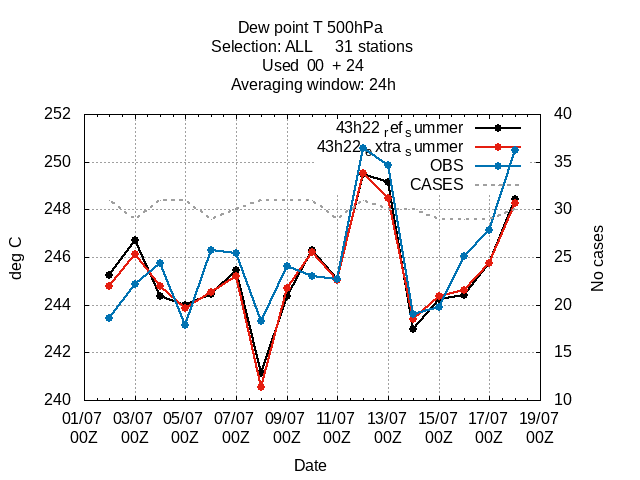 Dew point T 500hPa
Selection: ALL 31 stations
Used 00 + 24
Averaging window: 24h
252 40
43h22_ref_summer
43h22_extra_summer
250 35
OBS
CASES
248 30
246 25
244 20
242 15
240 10
deg C
No cases
01/07 03/07 05/07 07/07 09/07 11/07 13/07 15/07 17/07 19/07
00Z 00Z 00Z 00Z 00Z 00Z 00Z 00Z 00Z 00Z
Date